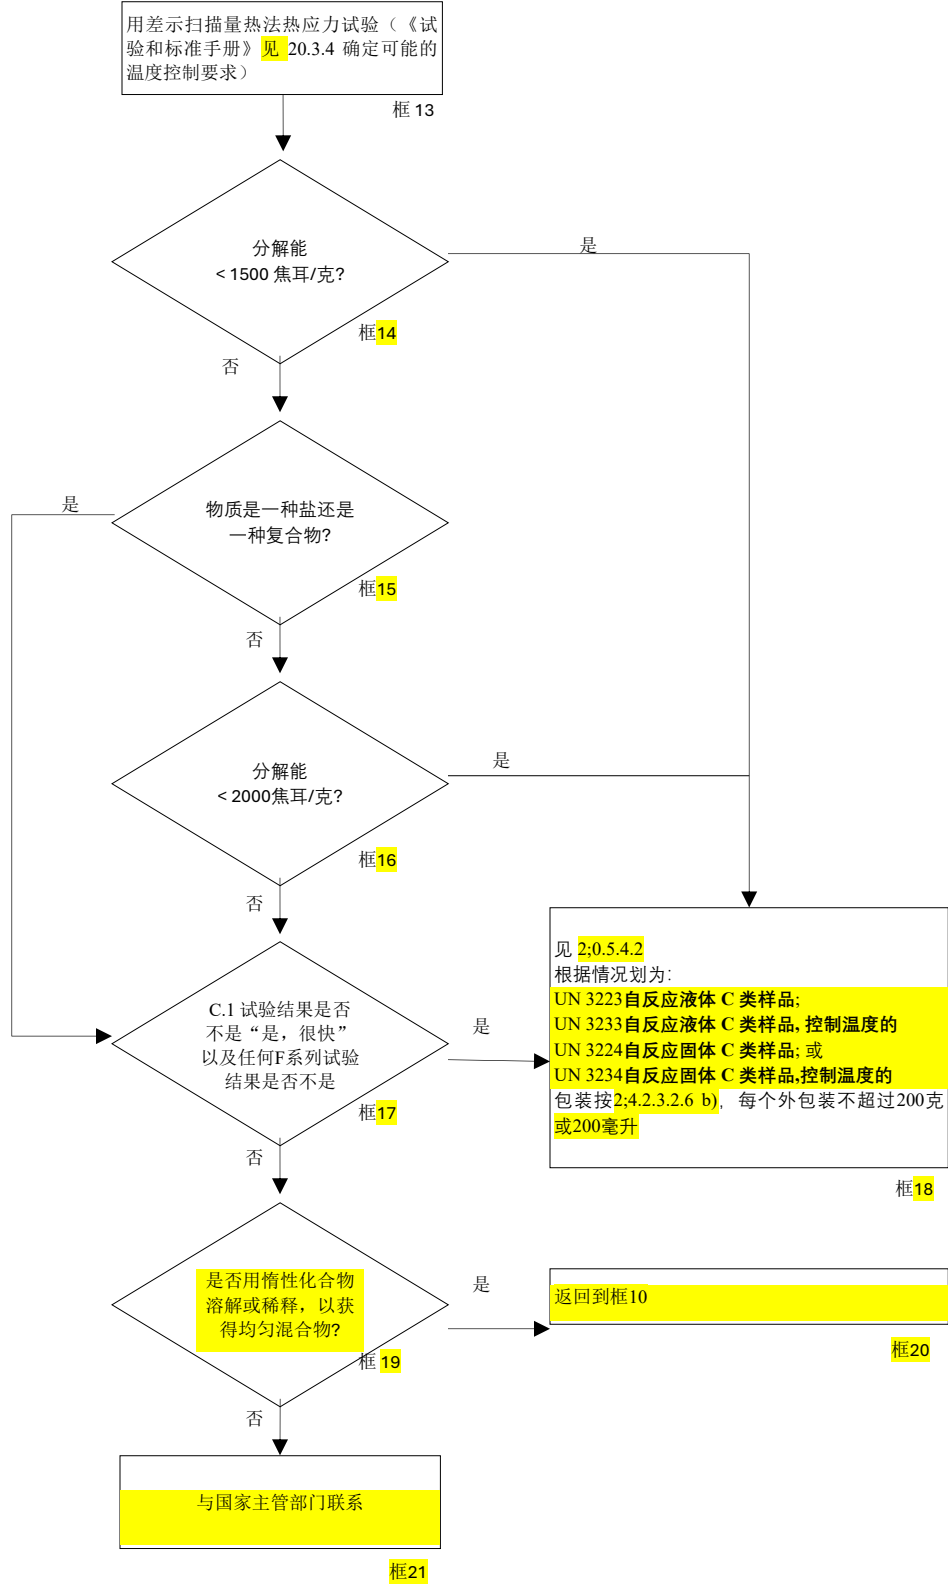 用差示扫描量热法热应力试验（《试
验和标准手册》见 20.3.4 确定可能的
温度控制要求）
框 13
分解能
< 1500 焦耳/克?
是
框14
否
物质是一种盐还是
一种复合物?
是
框15
否
分解能
< 2000焦耳/克?
是
框16
否
C.1 试验结果是否
不是“是，很快”
以及任何F系列试验
结果是否不是
是
框17
否
见 2;0.5.4.2
根据情况划为:
UN 3223自反应液体 C 类样品;
UN 3233自反应液体 C 类样品, 控制温度的
UN 3224自反应固体 C 类样品; 或
UN 3234自反应固体 C 类样品,控制温度的
包装按2;4.2.3.2.6 b)，每个外包装不超过200克
或200毫升
框18
是否用惰性化合物
溶解或稀释，以获
得均匀混合物?
是
框 19
返回到框10
框20
否
与国家主管部门联系
框21